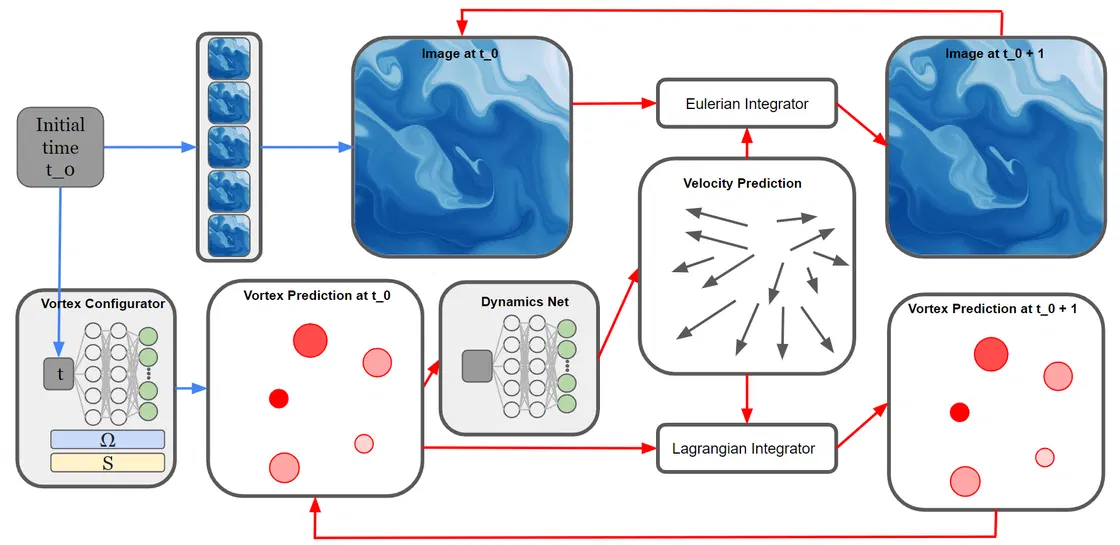 Image at t_0
Image at t_0 + 1
Eulerian Integrator
Initial
time
t_o
Velocity Prediction
Vortex Configurator
Vortex Prediction at t_0
Dynamics Net
Vortex Prediction at t_0 + 1
t
Ω
S
Lagrangian Integrator